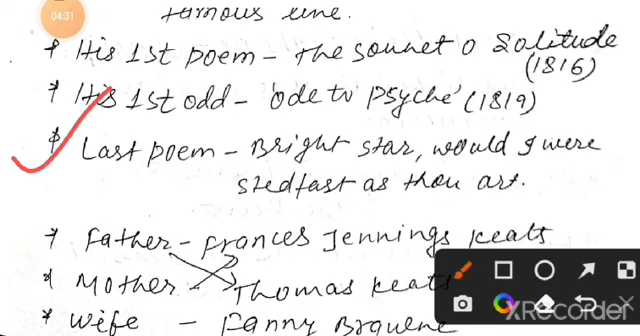 04:31
famous line.
* His 1st poem - The sonnet O Solitude
(1816)
* His 1st odd - 'ode to psyche' (1819)
* Last poem - Bright star, would I were
stedfast as thou art.
* Father - Frances Jennings Keats
* Mother - Thomas Keats
* Wife - Fanny
XRecorder